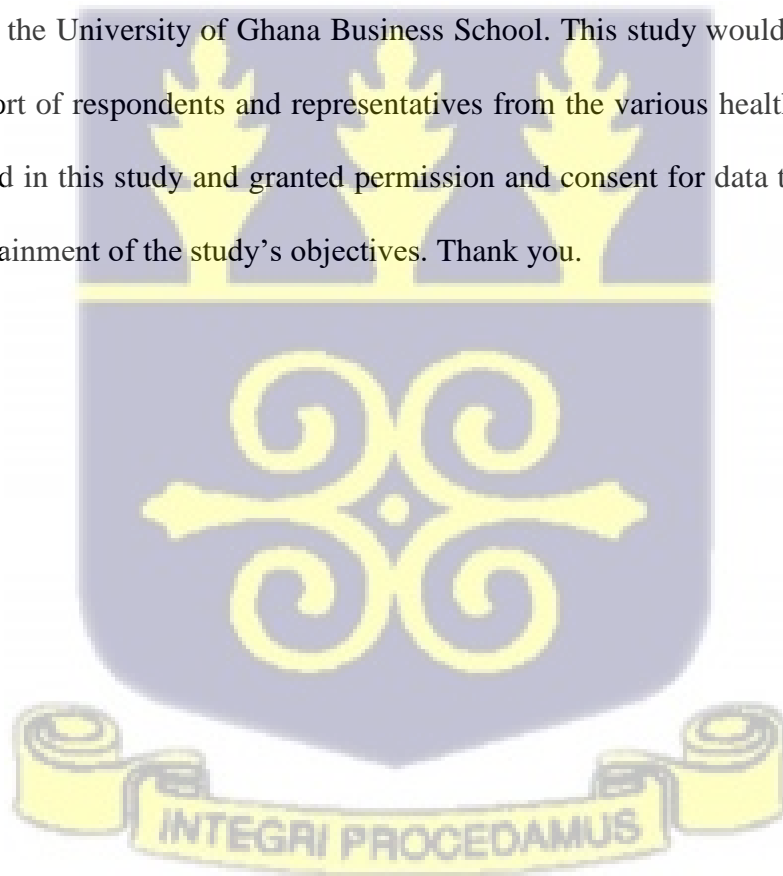 the University of Ghana Business School. This study would
ort of respondents and representatives from the various healt
d in this study and granted permission and consent for data t
ainment of the study's objectives. Thank you.
INTEGRI PROCEDAMUS